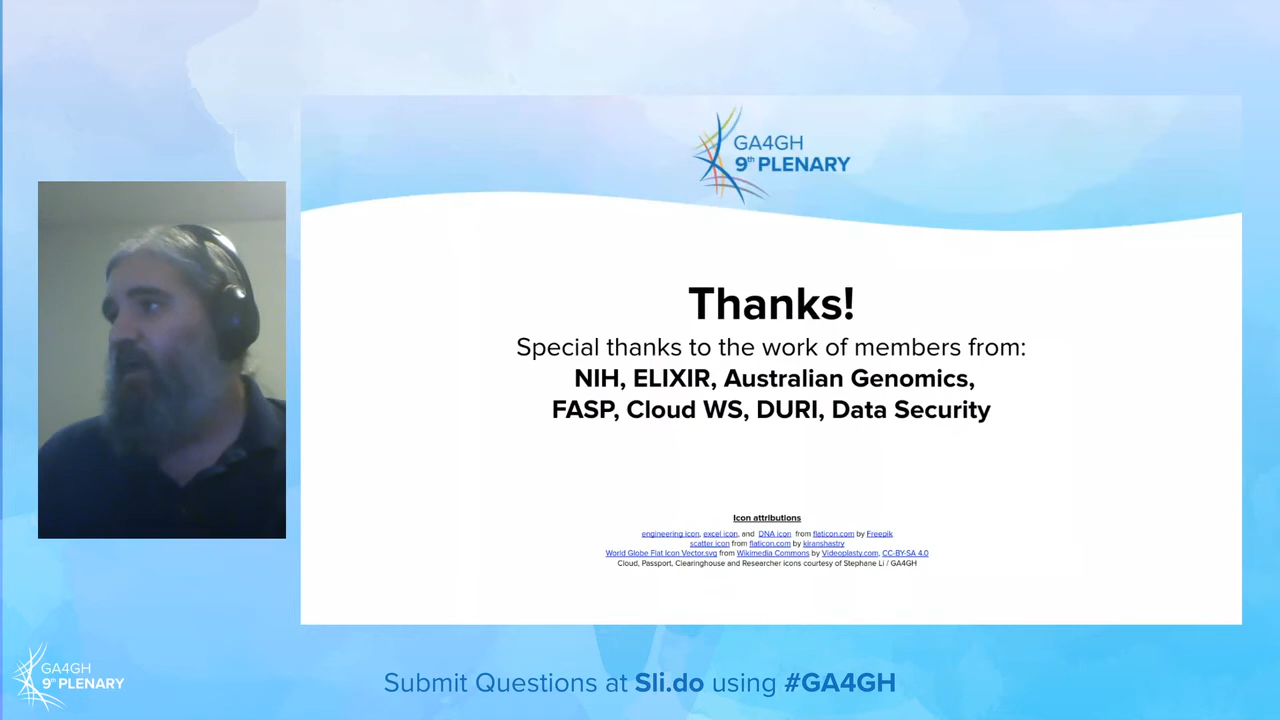 GA4GH
9th PLENARY
Thanks!
Special thanks to the work of members from:
NIH, ELIXIR, Australian Genomics,
FASP, Cloud WS, DURI, Data Security
Icon attributions
engineering icon, excel icon, and DNA icon from flaticon.com by Freepik
scatter icon from flaticon.com by kiranshastry
World Globe Flat Icon Vector.svg from Wikimedia Commons by Videoplasty.com, CC-BY-SA 4.0
Cloud, Passport, Clearinghouse and Researcher icons courtesy of Stephane Li / GA4GH
GA4GH
9th PLENARY
Submit Questions at Sli.do using #GA4GH